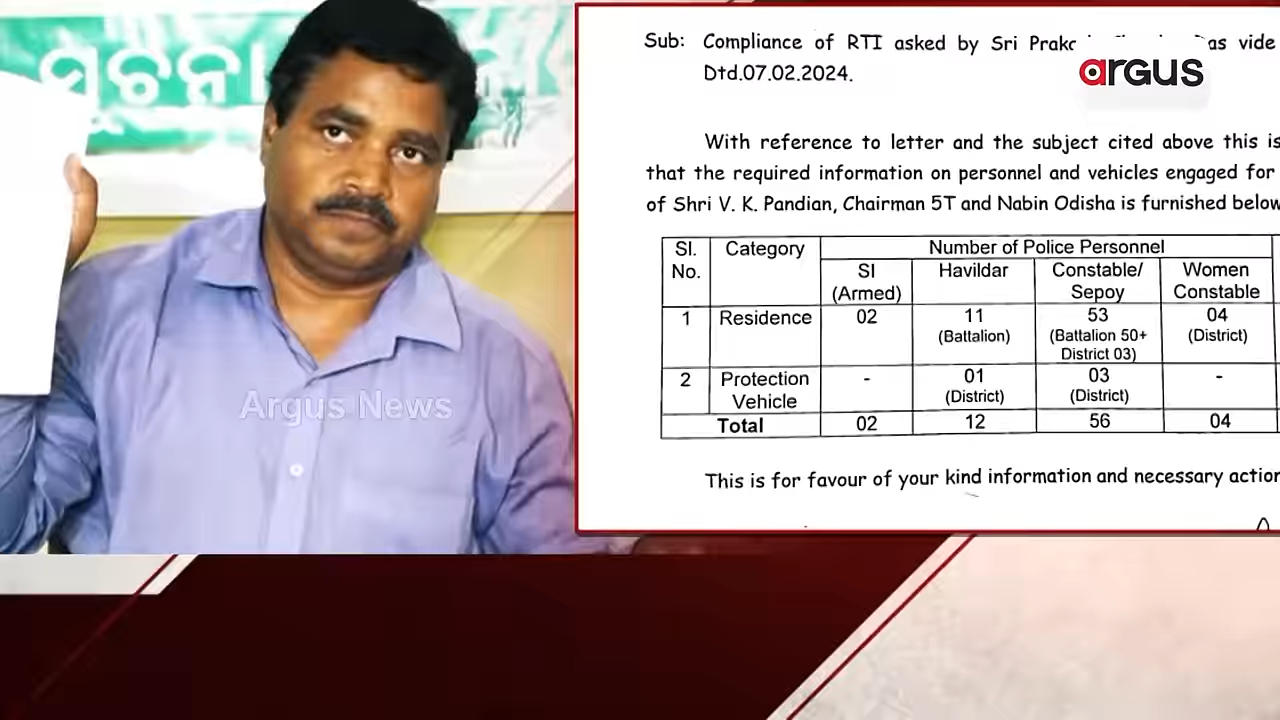 ସୂଚନା
Sub: Compliance of RTI asked by Sri as vide
Dtd.07.02.2024.
argus
With reference to letter and the subject cited above this is
that the required information on personnel and vehicles engaged for
of Shri V. K. Pandian, Chairman 5T and Nabin Odisha is furnished below
Sl. No. Category Number of Police Personnel
SI (Armed) Havildar Constable/ Sepoy Women Constable
1 Residence 02 11 (Battalion) 53 (Battalion 50+ District 03) 04 (District)
2 Protection Vehicle - 01 (District) 03 (District) -
Total 02 12 56 04
This is for favour of your kind information and necessary action
Argus News